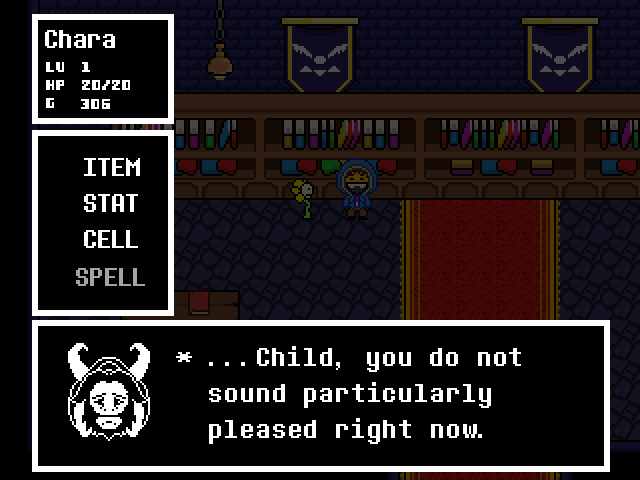 Chara
LV 1
HP 20/20
G 306
ITEM
STAT
CELL
SPELL
* ...Child, you do not
sound particularly
pleased right now.